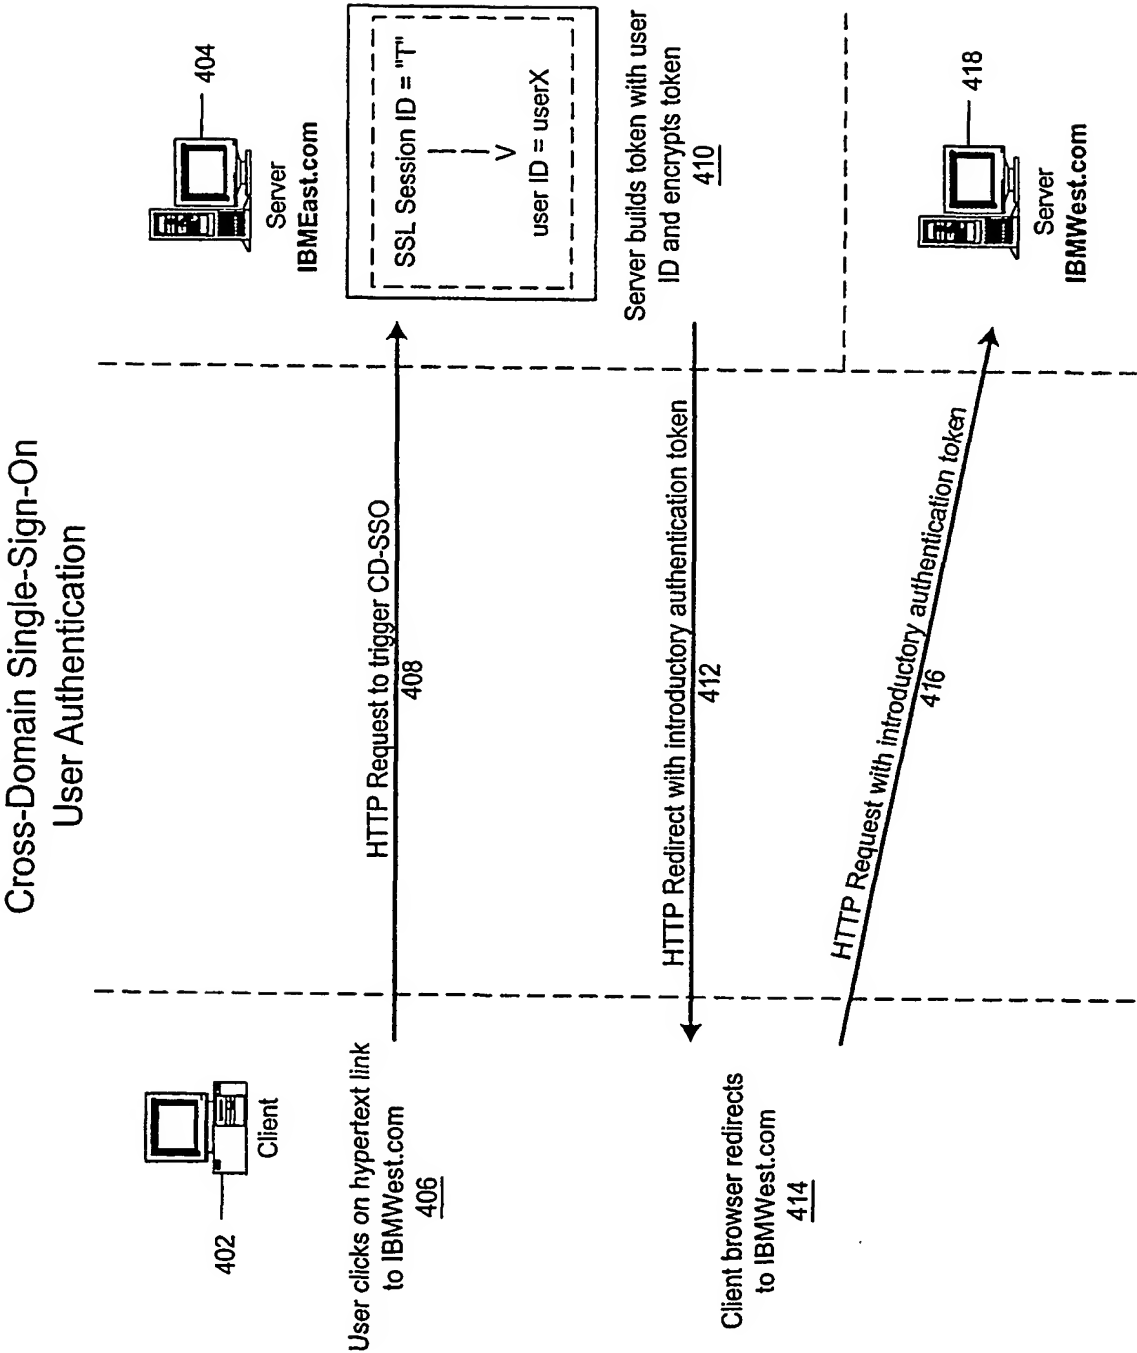 Cross-Domain Single-Sign-On
User Authentication
402
Client
404
Server
IBMEast.com
User clicks on hypertext link
to IBMWest.com
406
HTTP Request to trigger CD-SSO
408
SSL Session ID = "T"
user ID = userX
Server builds token with user
ID and encrypts token
410
HTTP Redirect with introductory authentication token
412
Client browser redirects
to IBMWest.com
414
HTTP Request with introductory authentication token
416
418
Server
IBMWest.com